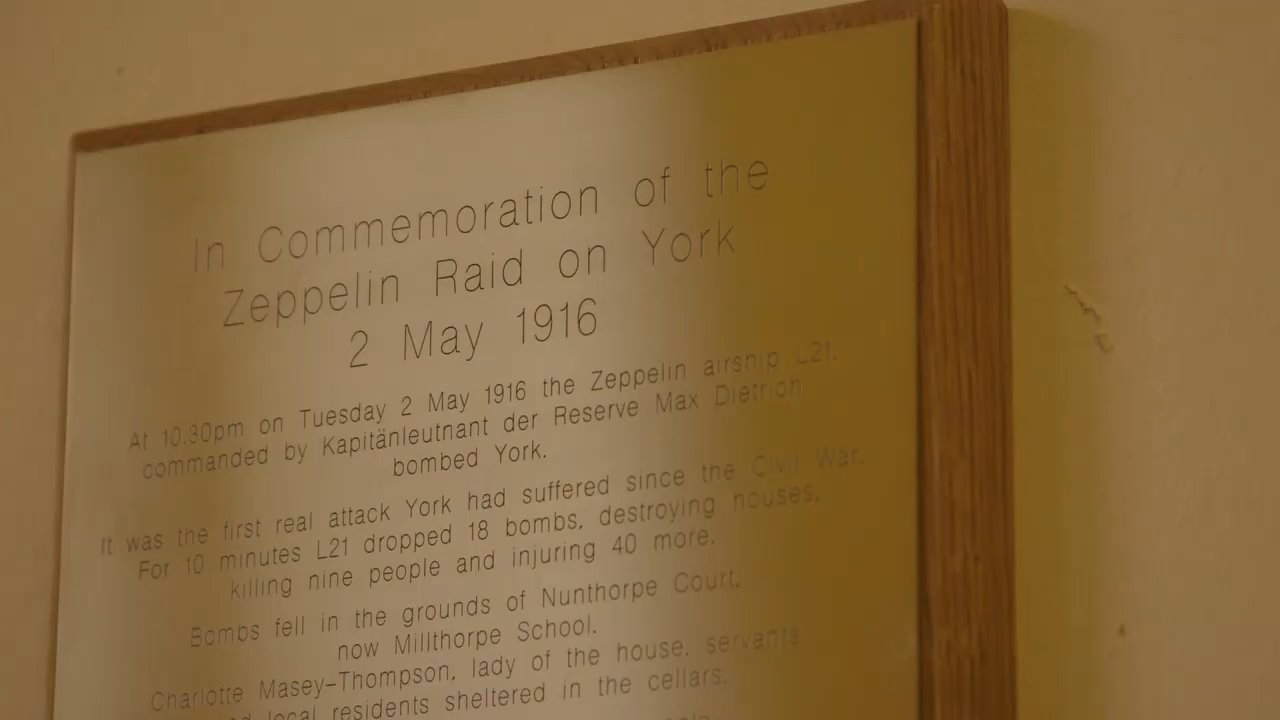 In Commemoration of the
Zeppelin Raid on York
2 May 1916
At 10.30pm on Tuesday 2 May 1916 the Zeppelin airship L21,
commanded by Kapitänleutnant der Reserve Max Dietrich
bombed York.
It was the first real attack York had suffered since the Civil War.
For 10 minutes L21 dropped 18 bombs, destroying houses,
killing nine people and injuring 40 more.
Bombs fell in the grounds of Nunthorpe Court,
now Millthorpe School.
Charlotte Masey-Thompson, lady of the house, servants
local residents sheltered in the cellars.